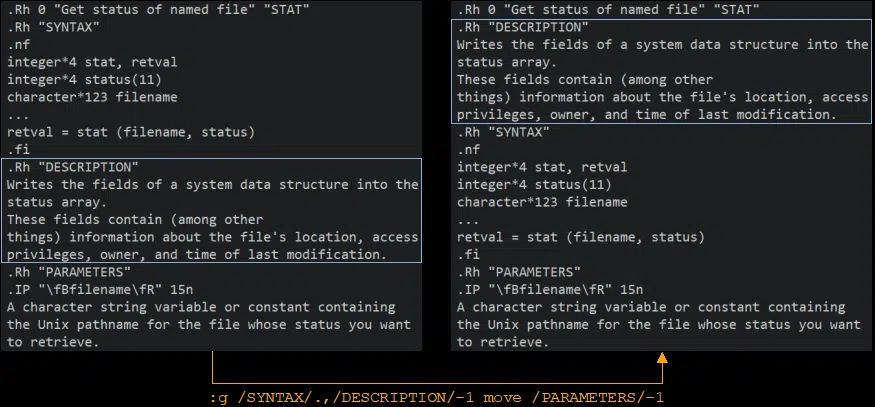 .Rh 0 "Get status of named file" "STAT"
.Rh "SYNTAX"
.nf
integer*4 stat, retval
integer*4 status(11)
character*123 filename
...
retval = stat (filename, status)
.fi
.Rh "DESCRIPTION"
Writes the fields of a system data structure into the
status array.
These fields contain (among other
things) information about the file's location, access
privileges, owner, and time of last modification.
.Rh "PARAMETERS"
.IP "\fBfilename\fR" 15n
A character string variable or constant containing
the Unix pathname for the file whose status you want
to retrieve.
.Rh 0 "Get status of named file" "STAT"
.Rh "DESCRIPTION"
Writes the fields of a system data structure into the
status array.
These fields contain (among other
things) information about the file's location, access
privileges, owner, and time of last modification.
.Rh "SYNTAX"
.nf
integer*4 stat, retval
integer*4 status(11)
character*123 filename
...
retval = stat (filename, status)
.fi
.Rh "PARAMETERS"
.IP "\fBfilename\fR" 15n
A character string variable or constant containing
the Unix pathname for the file whose status you want
to retrieve.
:g /SYNTAX/.,/DESCRIPTION/-1 move /PARAMETERS/-1